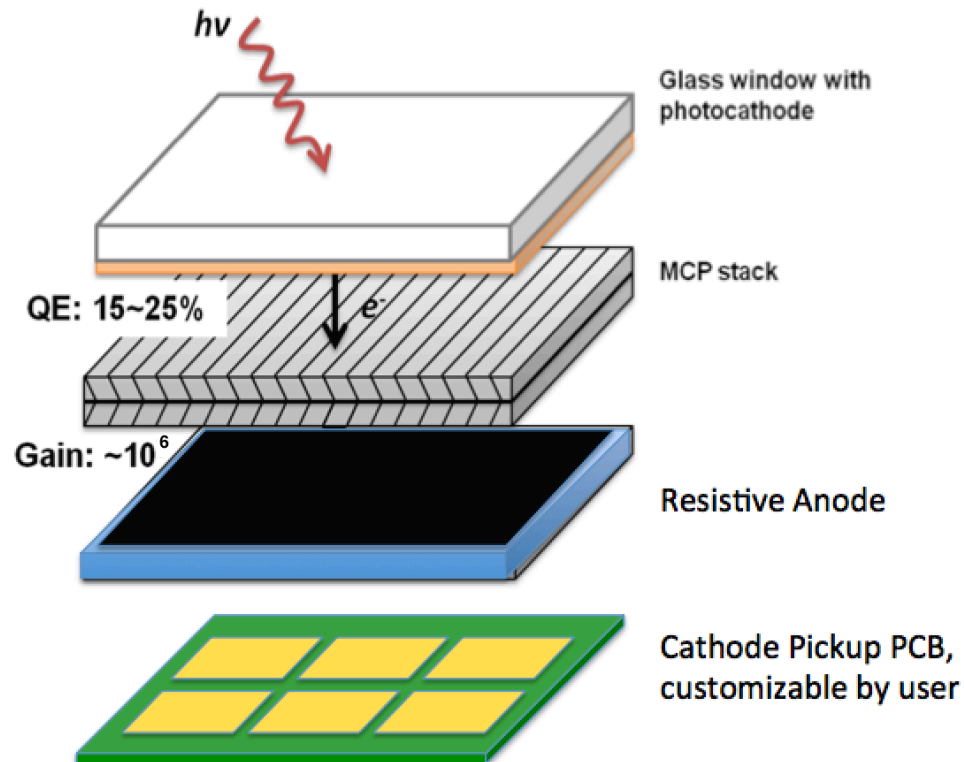 hν
Glass window with
photocathode
MCP stack
QE: 15~25%
e-
Gain: ~10⁶
Resistive Anode
Cathode Pickup PCB,
customizable by user